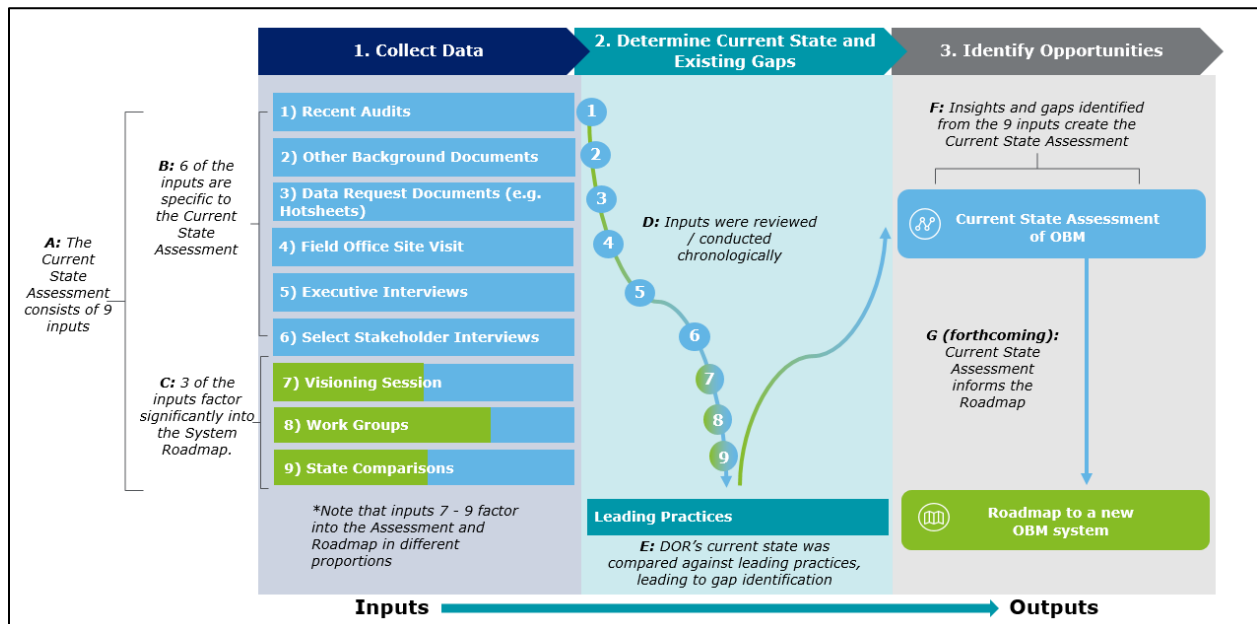 1. Collect Data
2. Determine Current State and
Existing Gaps
3. Identify Opportunities
A: The
Current State
Assessment
consists of 9
inputs
B: 6 of the
inputs are
specific to
the Current
State
Assessment
C: 3 of the
inputs factor
significantly into
the System
Roadmap.
1) Recent Audits
2) Other Background Documents
3) Data Request Documents (e.g.
Hotsheets)
4) Field Office Site Visit
5) Executive Interviews
6) Select Stakeholder Interviews
7) Visioning Session
8) Work Groups
9) State Comparisons
*Note that inputs 7 - 9 factor
into the Assessment and
Roadmap in different
proportions
1
2
3
4
5
6
7
8
9
D: Inputs were reviewed
/ conducted
chronologically
Leading Practices
E: DOR's current state was
compared against leading practices,
leading to gap identification
F: Insights and gaps identified
from the 9 inputs create the
Current State Assessment
Current State Assessment
of OBM
G (forthcoming):
Current State
Assessment
informs the
Roadmap
Roadmap to a new
OBM system
Inputs
Outputs